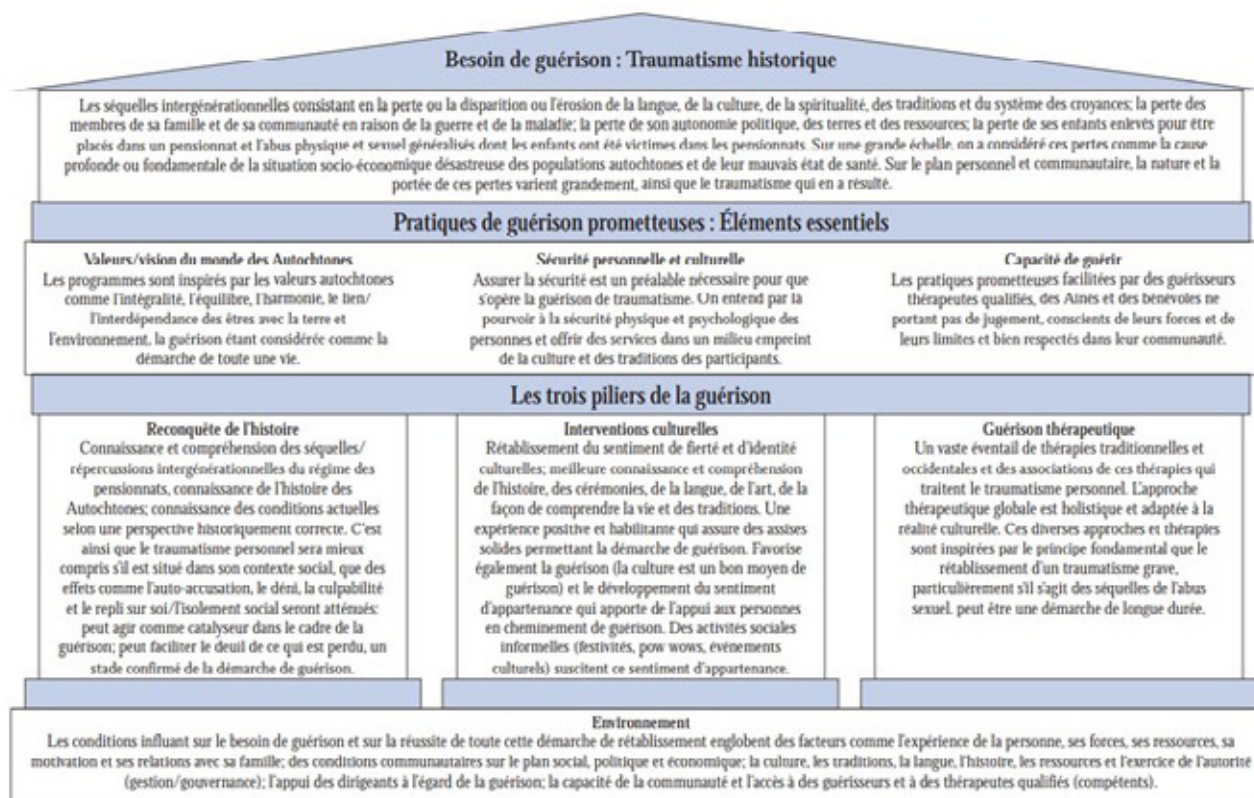 Besoin de guérison : Traumatisme historique
Les séquelles intergénérationnelles consistant en la perte ou la disparition ou l'érosion de la langue, de la culture, de la spiritualité, des traditions et du système des croyances; la perte des
membres de sa famille et de sa communauté en raison de la guerre et de la maladie; la perte de son autonomie politique, des terres et des ressources; la perte de ses enfants enlevés pour être
placés dans un pensionnat et l'abus physique et sexuel généralisés dont les enfants ont été victimes dans les pensionnats. Sur une grande échelle, on a considéré ces pertes comme la cause
profonde ou fondamentale de la situation socio-économique désastreuse des populations autochtones et de leur mauvais état de santé. Sur le plan personnel et communautaire, la nature et la
portée de ces pertes varient grandement, ainsi que le traumatisme qui en a résulté.
Pratiques de guérison prometteuses : Éléments essentiels
Valeurs/vision du monde des Autochtones
Les programmes sont inspirés par les valeurs autochtones
comme l'intégralité, l'équilibre, l'harmonie, le lien/
l'interdépendance des êtres avec la terre et
l'environnement, la guérison étant considérée comme la
démarche de toute une vie.
Sécurité personnelle et culturelle
Assurer la sécurité est un préalable nécessaire pour que
s'opère la guérison de traumatisme. On entend par là
pourvoir à la sécurité physique et psychologique des
personnes et offrir des services dans un milieu empreint
de la culture et des traditions des participants.
Capacité de guérir
Les pratiques prometteuses facilitées par des guérisseurs
thérapeutes qualifiés, des Aînés et des bénévoles ne
portant pas de jugement, conscients de leurs forces et de
leurs limites et bien respectés dans leur communauté.
Les trois piliers de la guérison
Reconquête de l'histoire
Connaissance et compréhension des séquelles/
répercussions intergénérationnelles du régime des
pensionnats, connaissance de l'histoire des
Autochtones; connaissance des conditions actuelles
selon une perspective historiquement correcte. C'est
ainsi que le traumatisme personnel sera mieux
compris s'il est situé dans son contexte social, que des
effets comme l'auto-accusation, le déni, la culpabilité
et le repli sur soi/l'isolement social seront atténués:
peut agir comme catalyseur dans le cadre de la
guérison; peut faciliter le deuil de ce qui est perdu, un
stade confirmé de la démarche de guérison.
Interventions culturelles
Rétablissement du sentiment de fierté et d'identité
culturelles; meilleure connaissance et compréhension
de l'histoire, des cérémonies, de la langue, de l'art, de la
façon de comprendre la vie et des traditions. Une
expérience positive et habilitante qui assure des assises
solides permettant la démarche de guérison. Favorise
également la guérison (la culture est un bon moyen de
guérison) et le développement du sentiment
d'appartenance qui apporte de l'appui aux personnes
en cheminement de guérison. Des activités sociales
informelles (festivités, pow wows, événements
culturels) suscitent ce sentiment d'appartenance.
Guérison thérapeutique
Un vaste éventail de thérapies traditionnelles et
occidentales et des associations de ces thérapies qui
traitent le traumatisme personnel. L'approche
thérapeutique globale est holistique et adaptée à la
réalité culturelle. Ces diverses approches et thérapies
sont inspirées par le principe fondamental que le
rétablissement d'un traumatisme grave,
particulièrement s'il s'agit des séquelles de l'abus
sexuel. peut être une démarche de longue durée.
Environnement
Les conditions influant sur le besoin de guérison et sur la réussite de toute cette démarche de rétablissement englobent des facteurs comme l'expérience de la personne, ses forces, ses ressources, sa
motivation et ses relations avec sa famille; des conditions communautaires sur le plan social, politique et économique; la culture, les traditions, la langue, l'histoire, les ressources et l'exercice de l'autorité
(gestion/gouvernance); l'appui des dirigeants à l'égard de la guérison; la capacité de la communauté et l'accès à des guérisseurs et à des thérapeutes qualifiés (compétents).